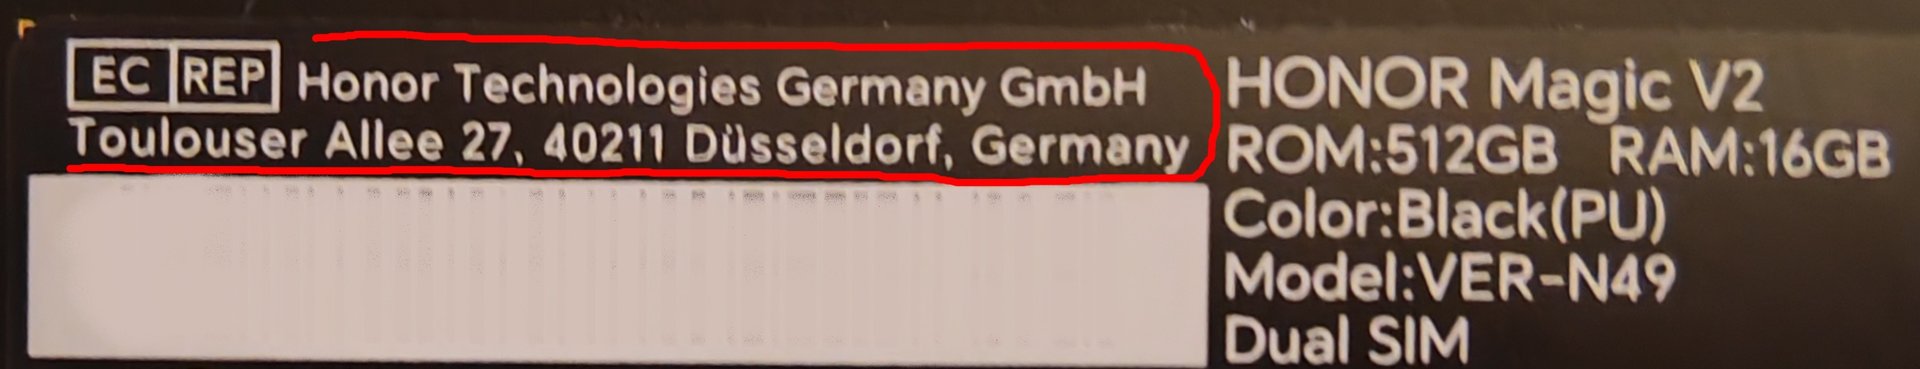 EC REP Honor Technologies Germany GmbH
Toulouser Allee 27, 40211 Düsseldorf, Germany
HONOR Magic V2
ROM:512GB RAM:16GB
Color:Black(PU)
Model:VER-N49
Dual SIM